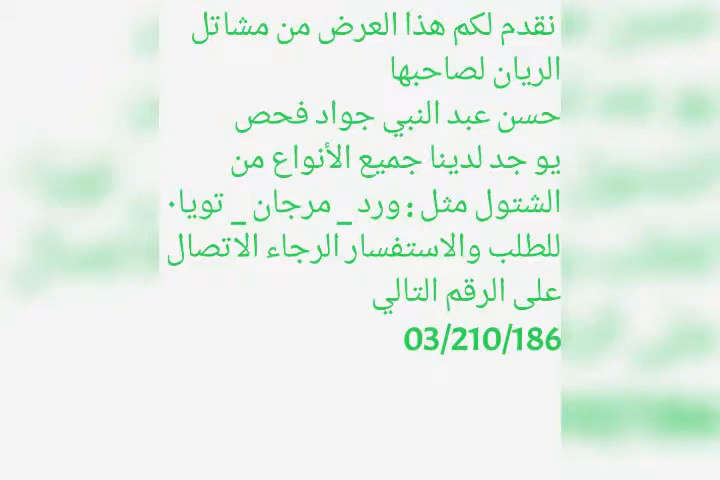 نقدم لكم هذا العرض من مشاتل
الريان لصاحبها
حسن عبد النبي جواد فحص
يو جد لدينا جميع الأنواع من
الشتول مثل : ورد _ مرجان _ تويا٠
للطلب والاستفسار الرجاء الاتصال
على الرقم التالي
03/210/186